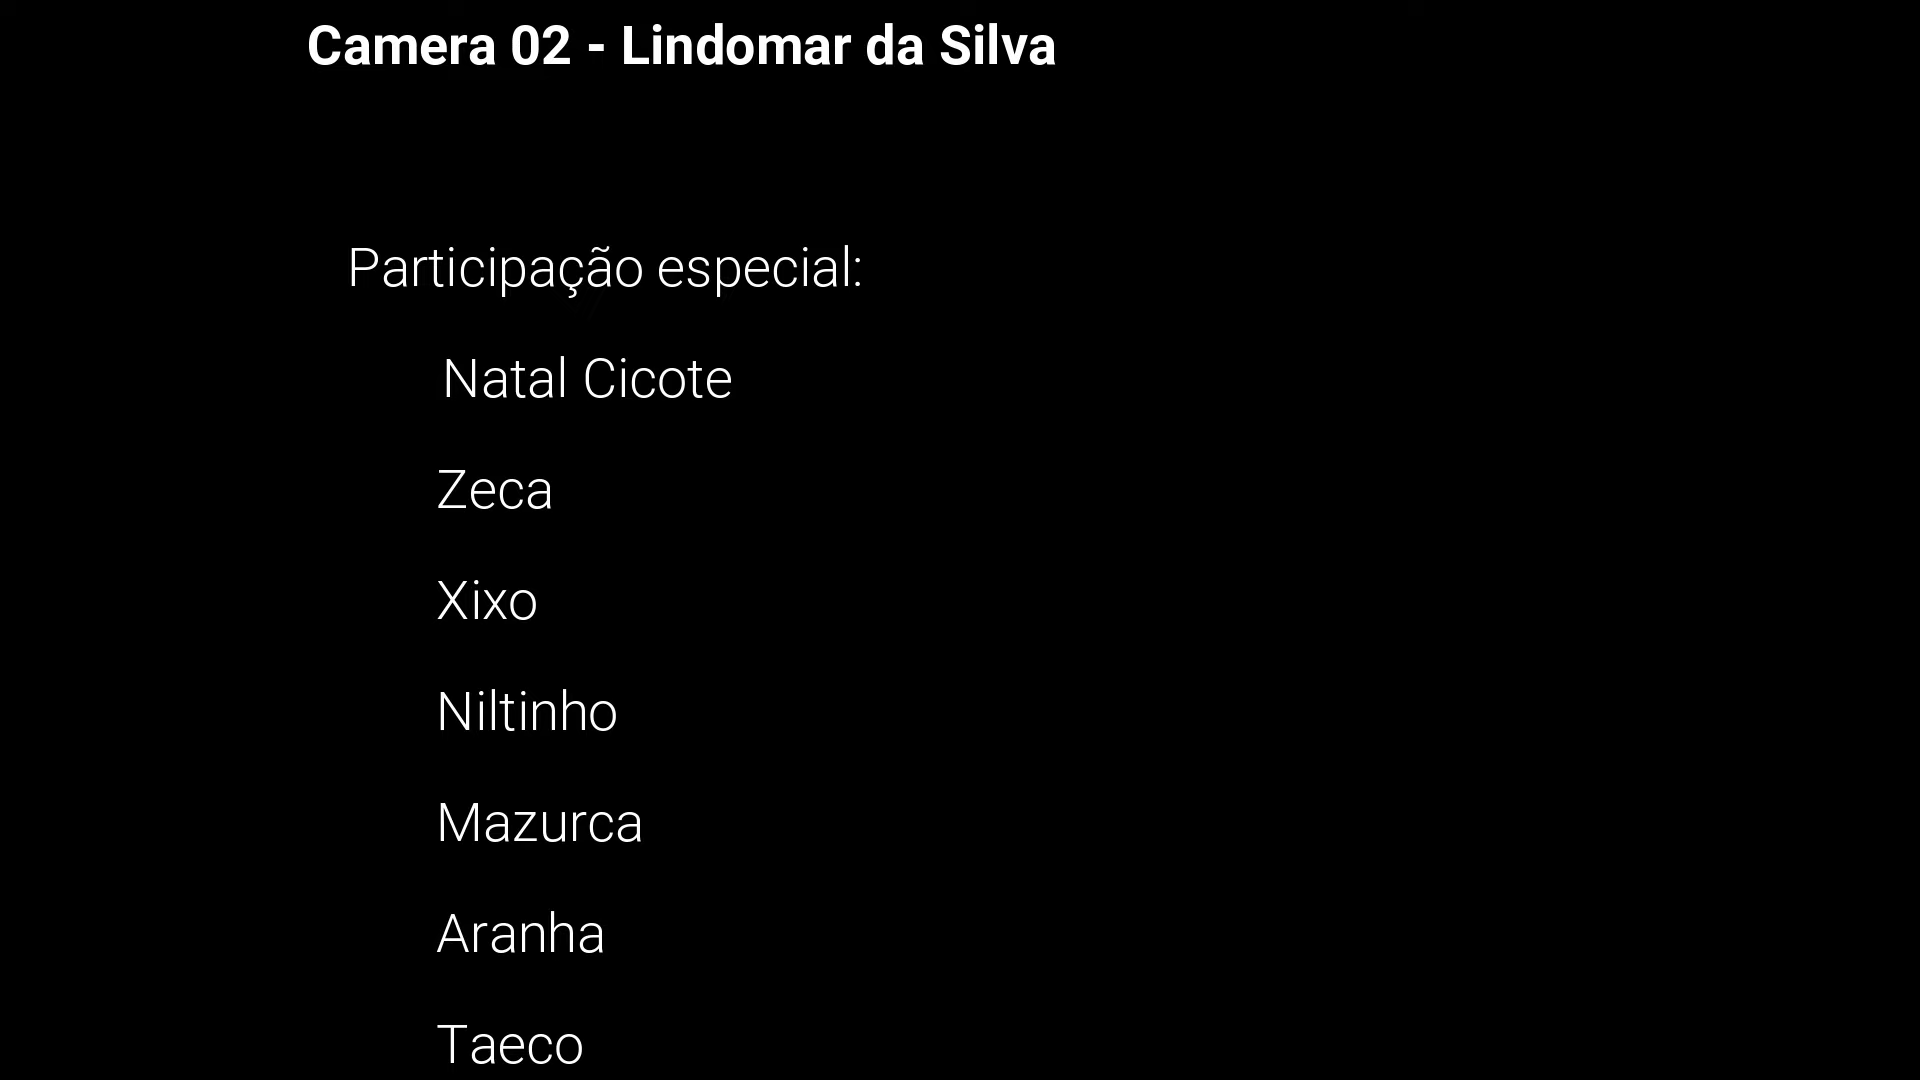 Camera 02 - Lindomar da Silva
Participação especial:
Natal Cicote
Zeca
Xixo
Niltinho
Mazurca
Aranha
Taeco